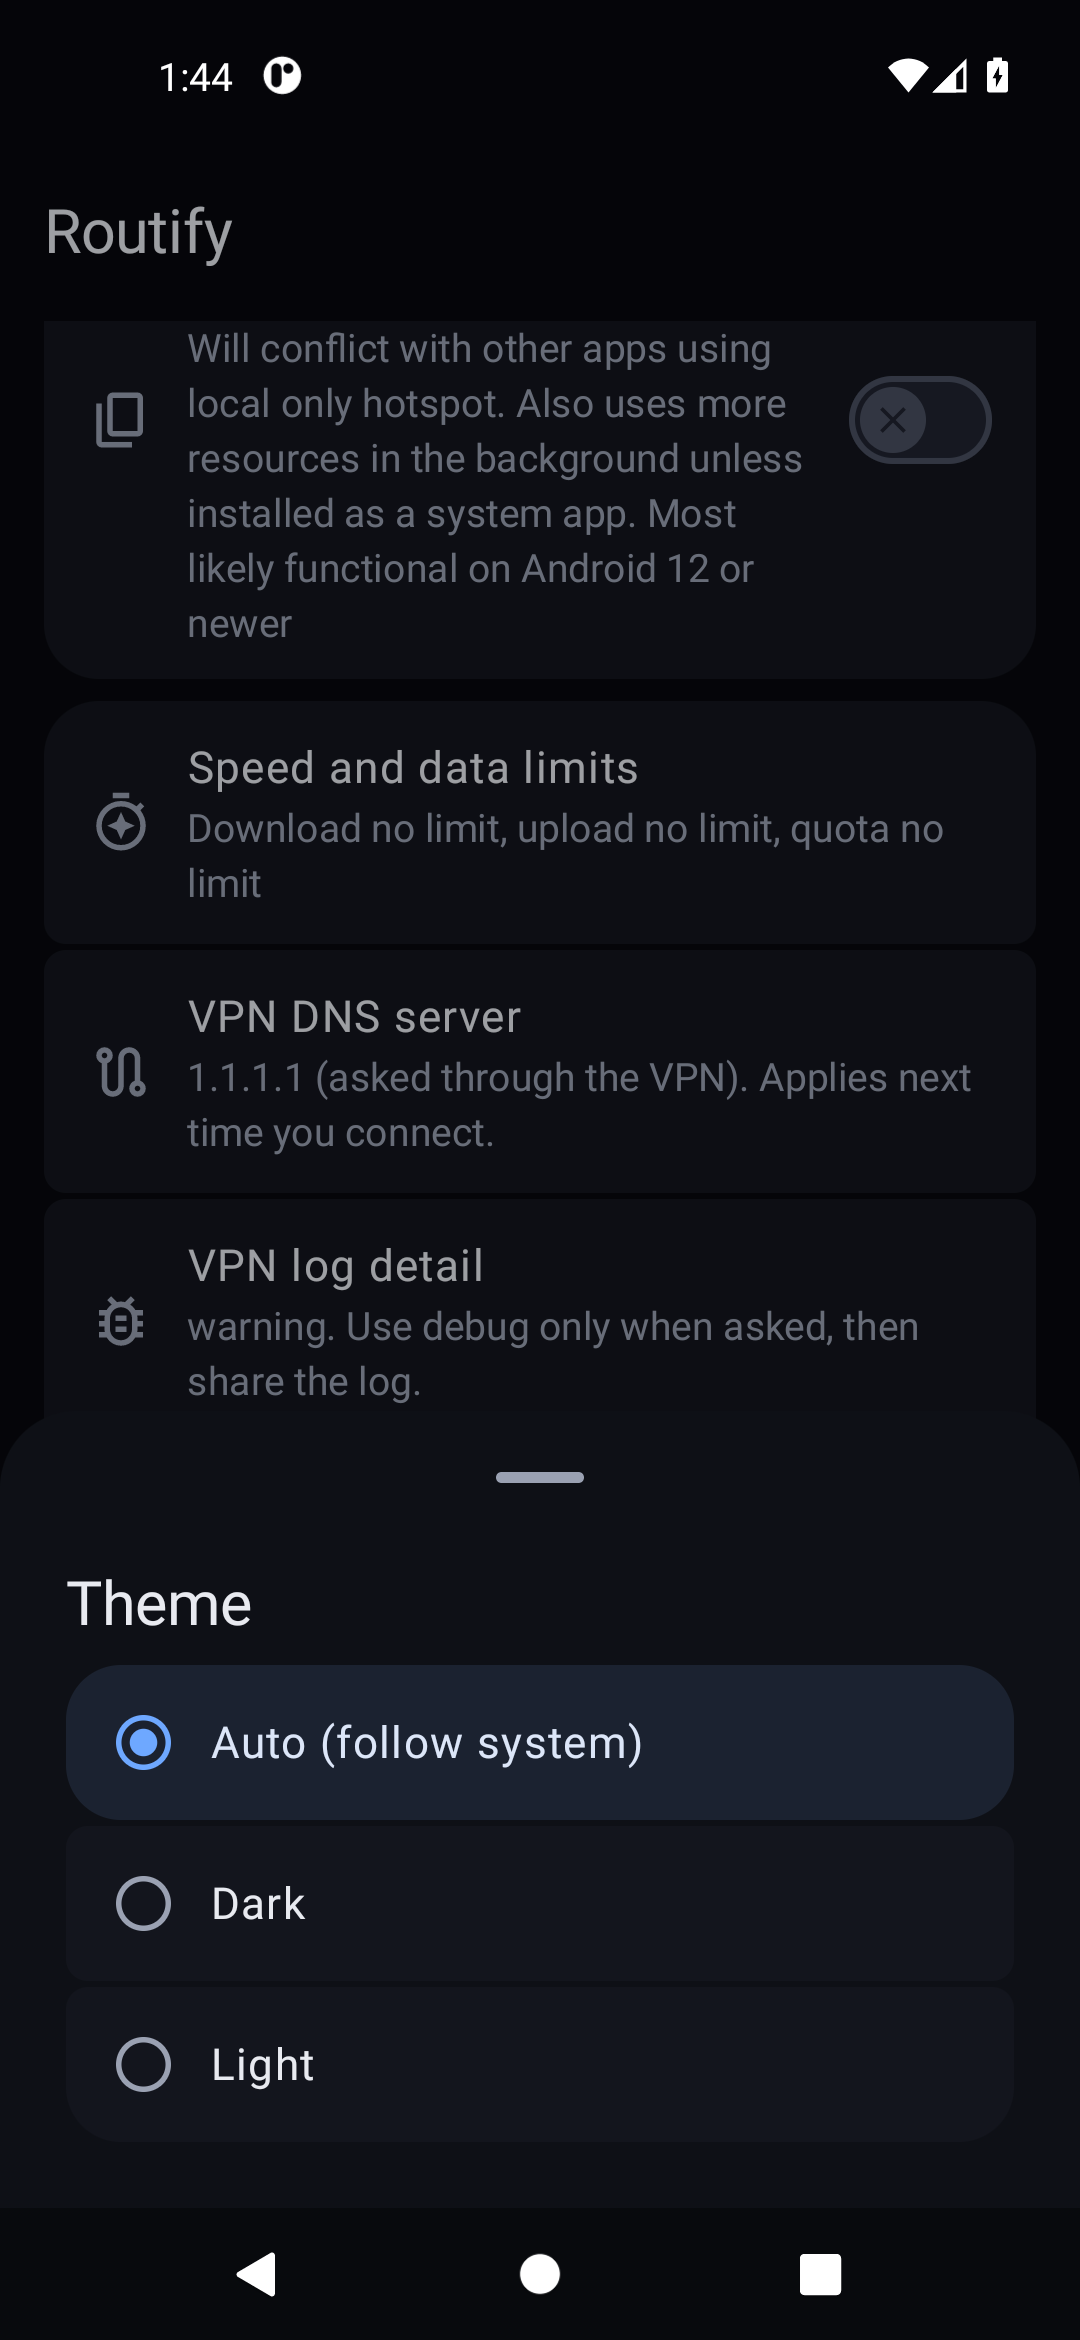 1:44
Routify
Will conflict with other apps using
local only hotspot. Also uses more
resources in the background unless
installed as a system app. Most
likely functional on Android 12 or
newer
Speed and data limits
Download no limit, upload no limit, quota no
limit
VPN DNS server
1.1.1.1 (asked through the VPN). Applies next
time you connect.
VPN log detail
warning. Use debug only when asked, then
share the log.
Theme
Auto (follow system)
Dark
Light